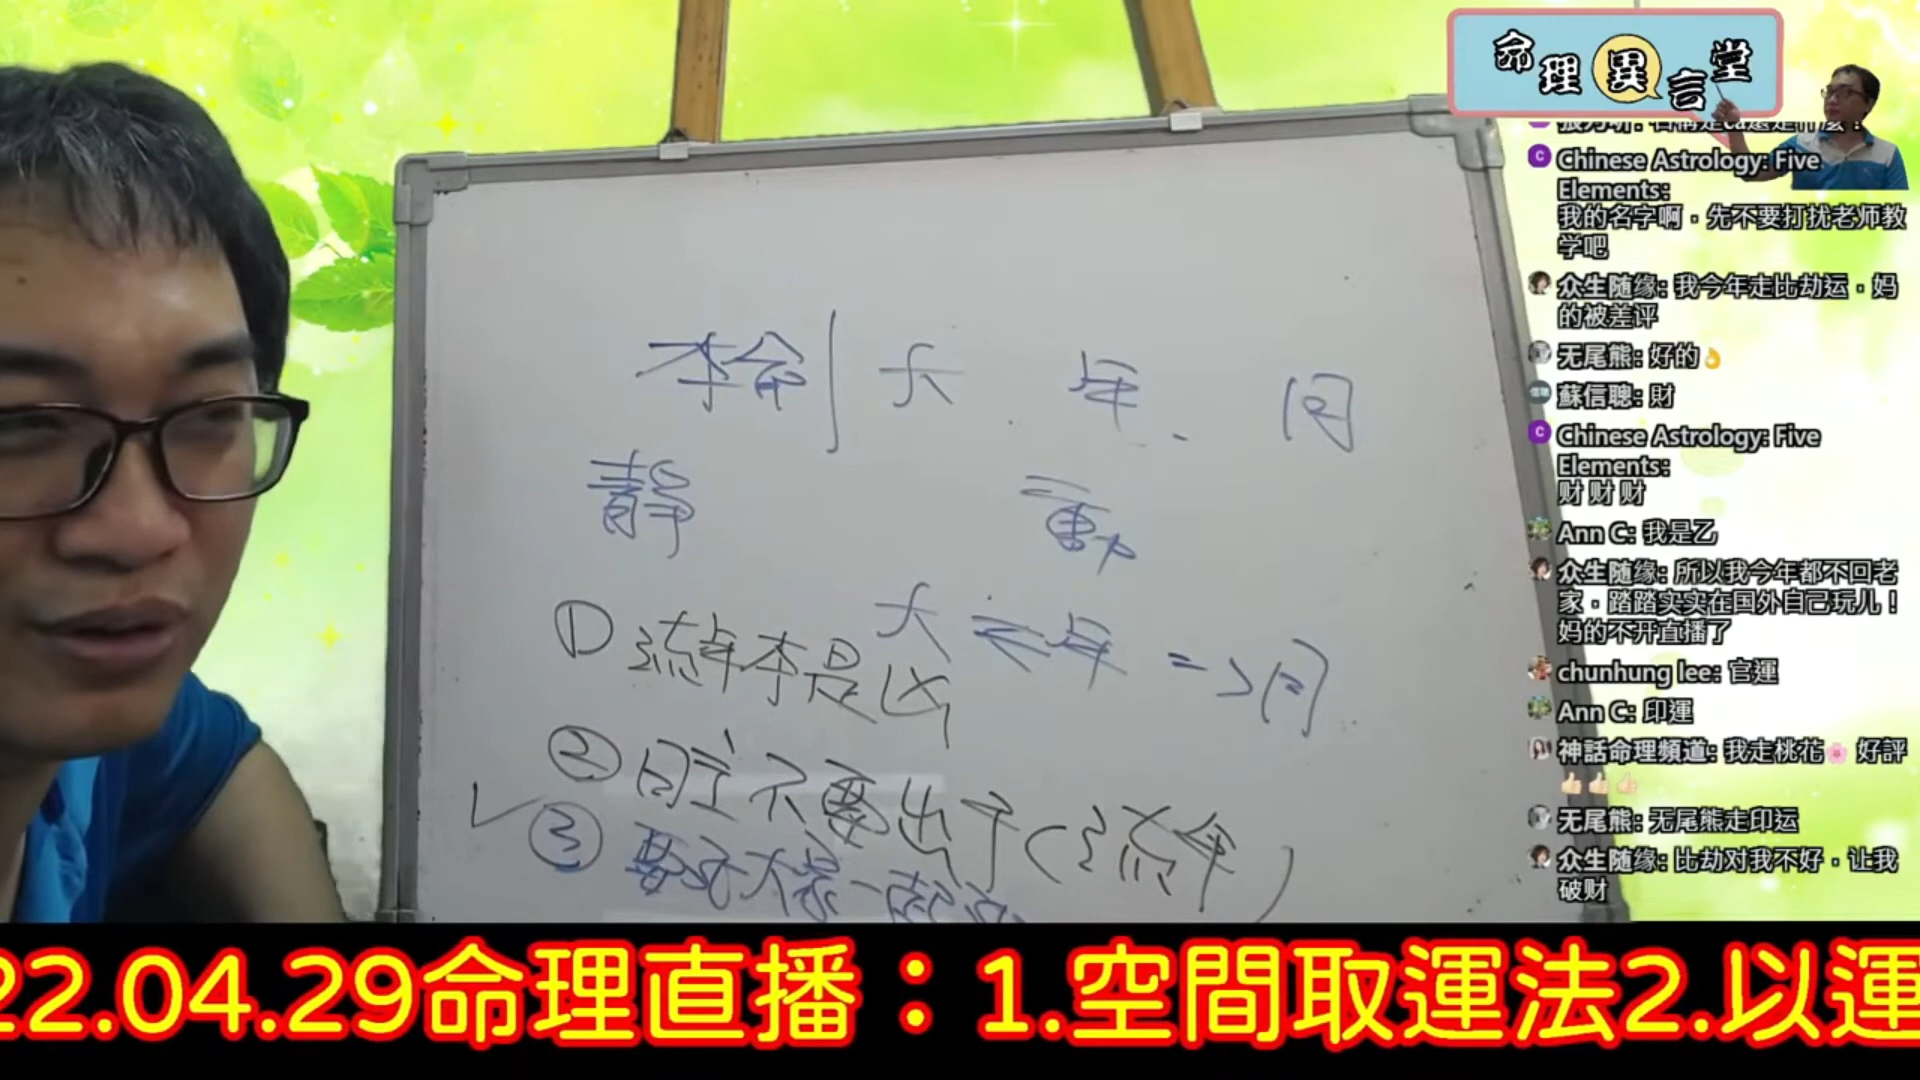 命理異言堂
本命 大 年 月
靜 動
大 年 => 月
① 流年本是凶
② 日主不要出手(流年)
③
Chinese Astrology: Five
Elements:
我的名字啊，先不要打扰老师教
学吧
众生随缘: 我今年走比劫運，妈
的被差评
无尾熊: 好的👌
蘇信聰: 財
Chinese Astrology: Five
Elements:
财 财 财
Ann C: 我是乙
众生随缘: 所以我今年都不回老
家，踏踏实实在国外自己玩儿！
妈的不开直播了
chunhung lee: 官運
Ann C: 印運
神話命理頻道: 我走桃花🌸 好評
👍🏻👍🏻👍🏻
无尾熊: 无尾熊走印运
众生随缘: 比劫对我不好，让我
破财
22.04.29命理直播：1.空間取運法2.以運